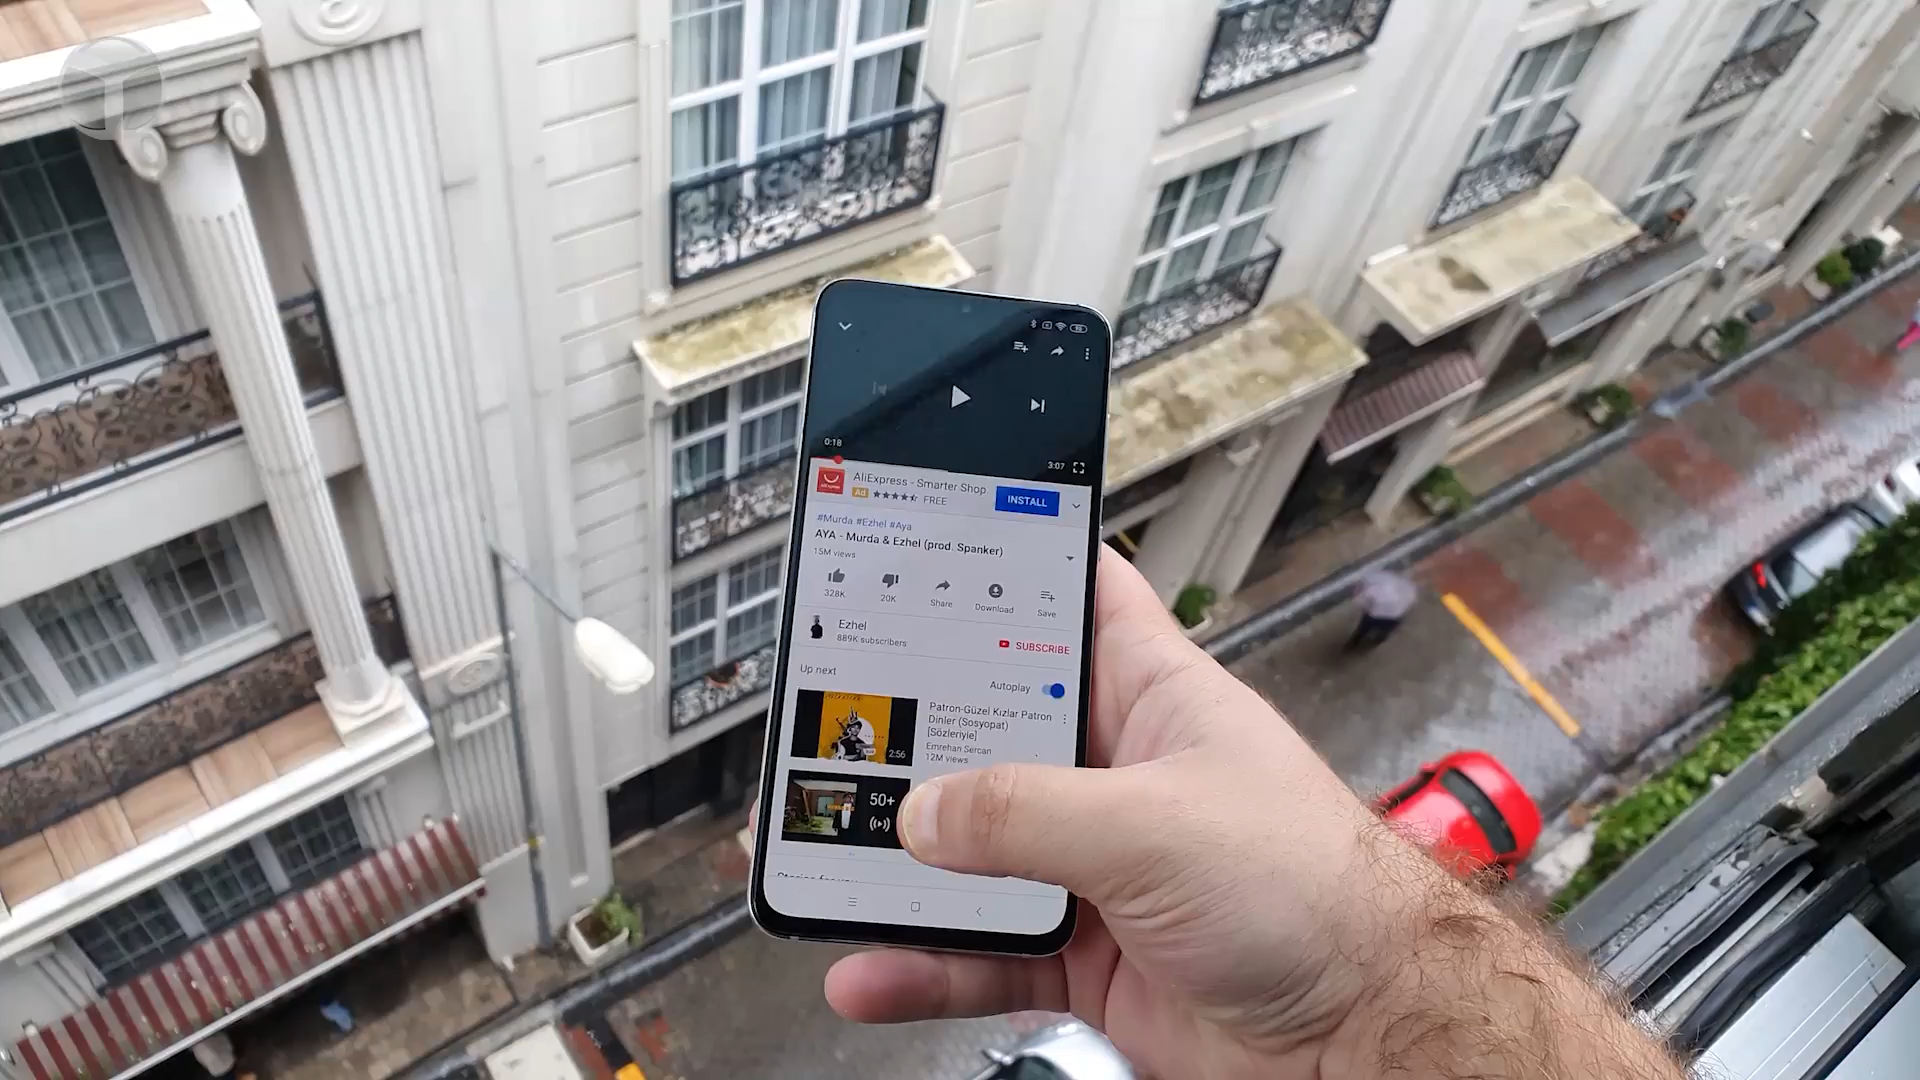 0:18
3:07
AliExpress - Smarter Shop
Ad FREE
INSTALL
#Murda #Ezhel #Aya
AYA - Murda & Ezhel (prod. Spanker)
15M views
328K
20K
Share
Download
Save
Ezhel
889K subscribers
SUBSCRIBE
Up next
Autoplay
2:56
Patron-Güzel Kızlar Patron
Dinler (Sosyopat)
[Sözleriyle]
Emrehan Sercan
12M views
50+